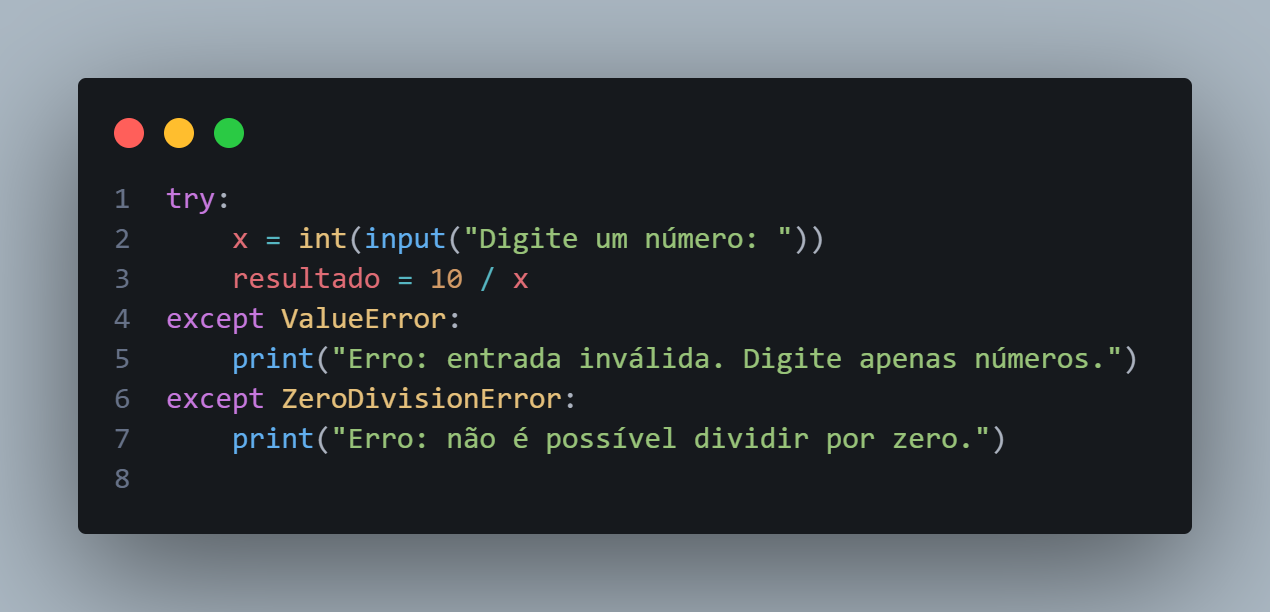 1 try:
2     x = int(input("Digite um número: "))
3     resultado = 10 / x
4 except ValueError:
5     print("Erro: entrada inválida. Digite apenas números.")
6 except ZeroDivisionError:
7     print("Erro: não é possível dividir por zero.")
8